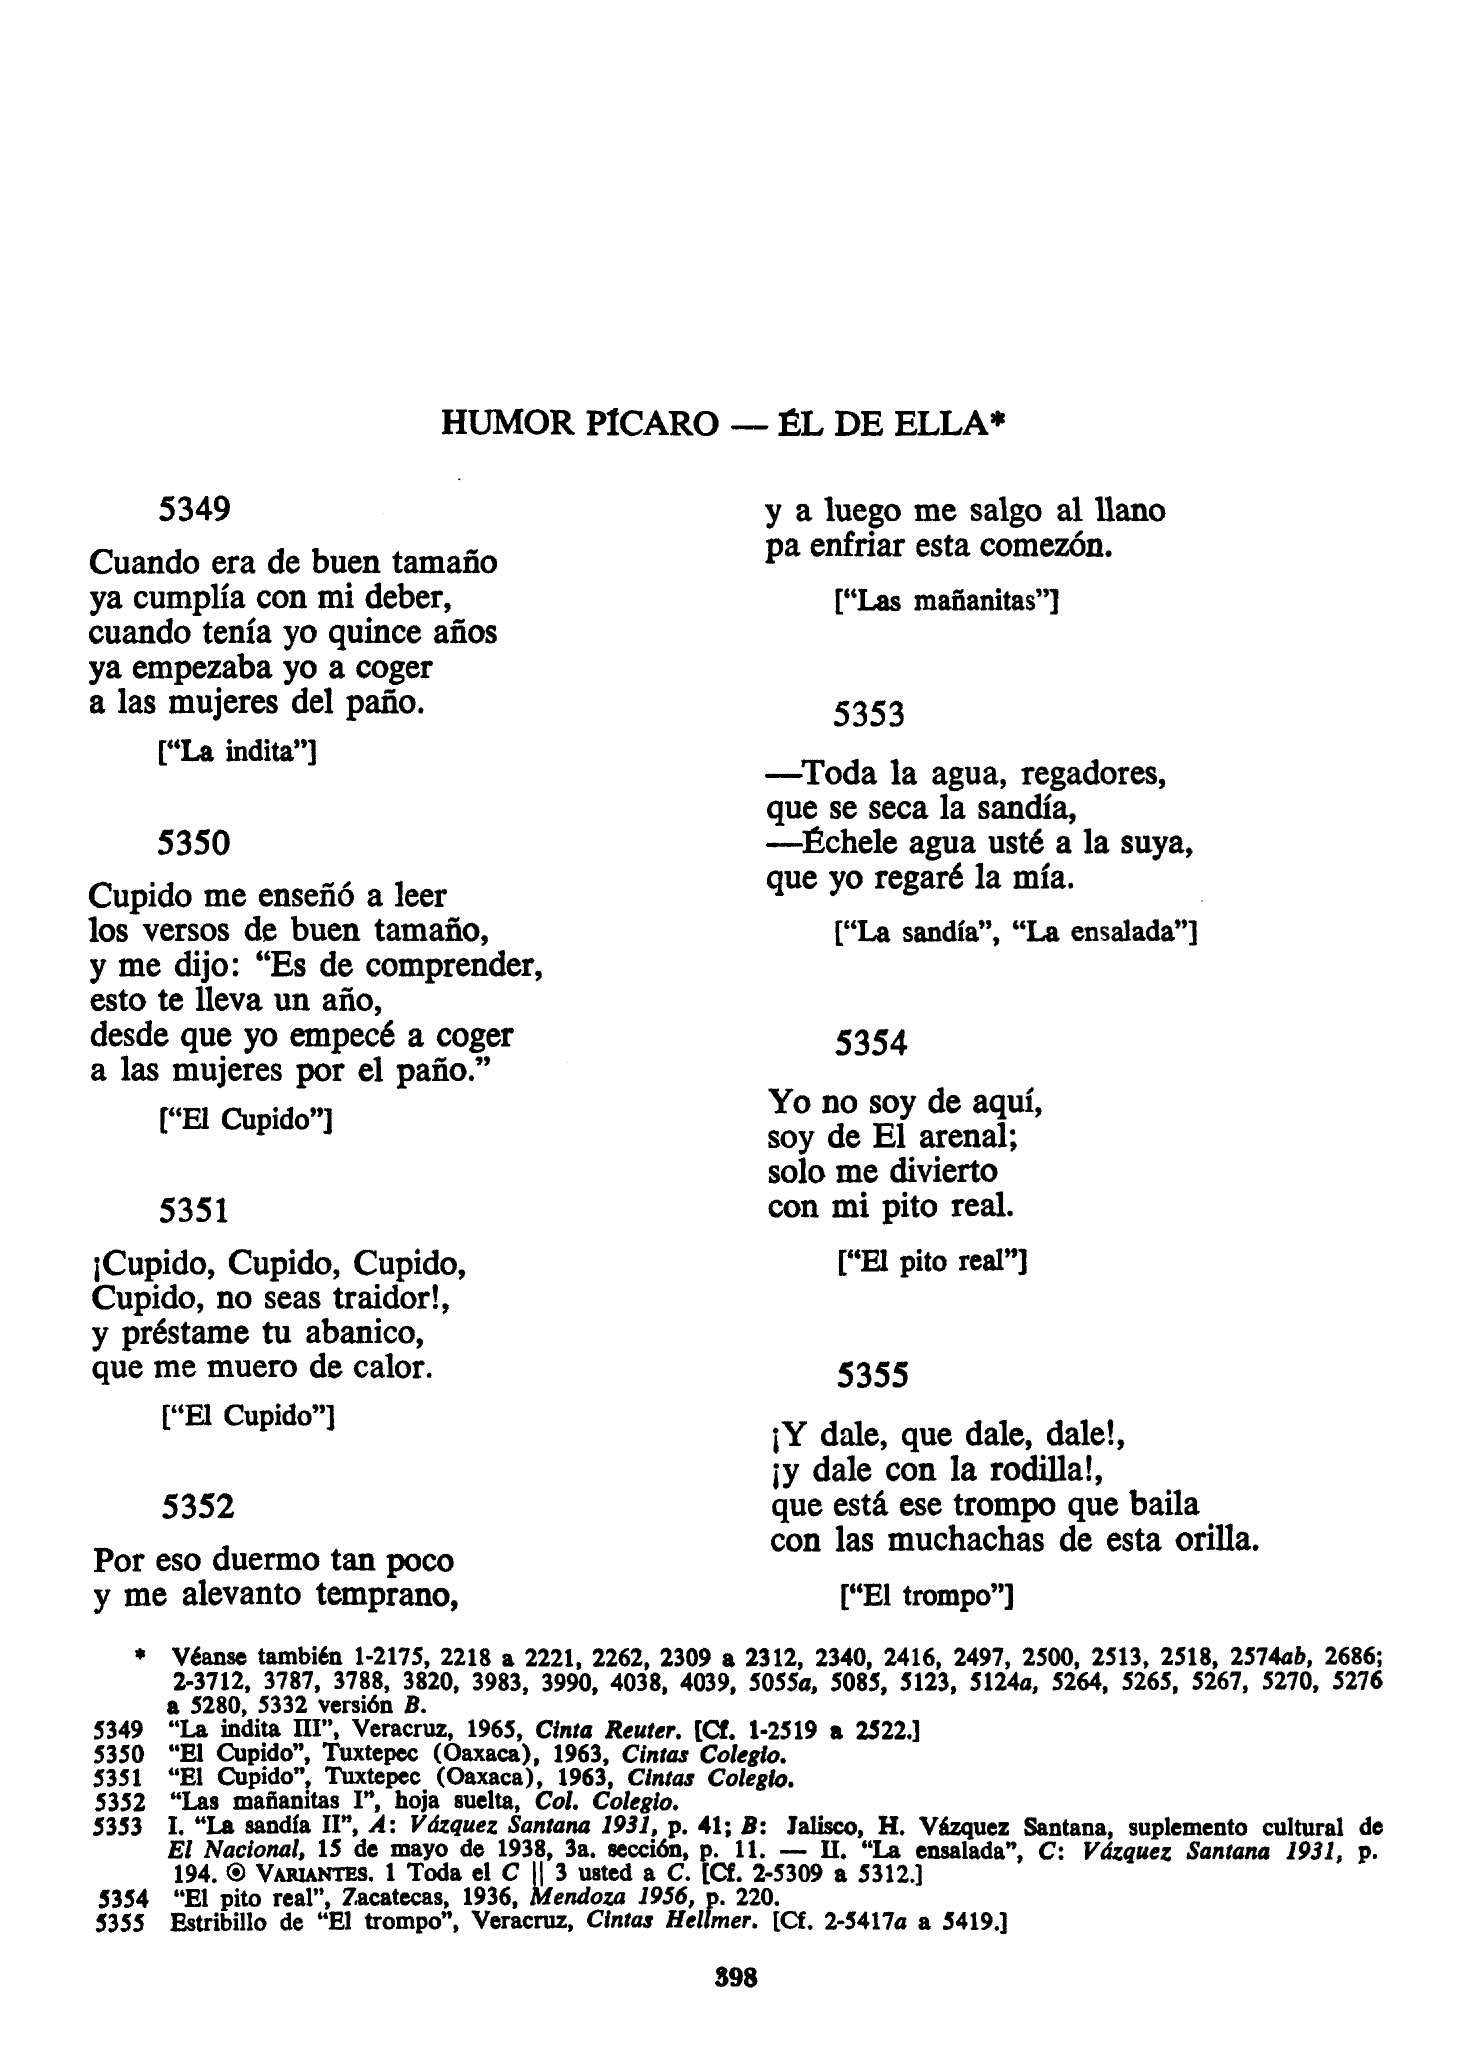 HUMOR PÍCARO — ÉL DE ELLA*
5349
Cuando era de buen tamaño
ya cumplía con mi deber,
cuando tenía yo quince años
ya empezaba yo a coger
a las mujeres del paño.
[“La indita”]
5350
Cupido me enseñó a leer
los versos de buen tamaño,
y me dijo: “Es de comprender,
esto te lleva un año,
desde que yo empecé a coger
a las mujeres por el paño.”
[“El Cupido”]
5351
¡Cupido, Cupido, Cupido,
Cupido, no seas traidor!,
y préstame tu abanico,
que me muero de calor.
[“El Cupido”]
5352
Por eso duermo tan poco
y me alevanto temprano,
y a luego me salgo al llano
pa enfriar esta comezón.
[“Las mañanitas”]
5353
—Toda la agua, regadores,
que se seca la sandía,
—Échele agua usté a la suya,
que yo regaré la mía.
[“La sandía”, “La ensalada”]
5354
Yo no soy de aquí,
soy de El arenal;
solo me divierto
con mi pito real.
[“El pito real”]
5355
¡Y dale, que dale, dale!,
¡y dale con la rodilla!,
que está ese trompo que baila
con las muchachas de esta orilla.
[“El trompo”]
* Véanse también 1-2175, 2218 a 2221, 2262, 2309 a 2312, 2340, 2416, 2497, 2500, 2513, 2518, 2574ab, 2686;
2-3712, 3787, 3788, 3820, 3983, 3990, 4038, 4039, 5055a, 5085, 5123, 5124a, 5264, 5265, 5267, 5270, 5276
a 5280, 5332 versión B.
5349 “La indita III”, Veracruz, 1965, Cinta Reuter. [Cf. 1-2519 a 2522.]
5350 “El Cupido”, Tuxtepec (Oaxaca), 1963, Cintas Colegio.
5351 “El Cupido”, Tuxtepec (Oaxaca), 1963, Cintas Colegio.
5352 “Las mañanitas I”, hoja suelta, Col. Colegio.
5353 I. “La sandía II”, A: Vázquez Santana 1931, p. 41; B: Jalisco, H. Vázquez Santana, suplemento cultural de
El Nacional, 15 de mayo de 1938, 3a. sección, p. 11. — II. “La ensalada”, C: Vázquez Santana 1931, p.
194. ⊙ VARIANTES. 1 Toda el C || 3 usted a C. [Cf. 2-5309 a 5312.]
5354 “El pito real”, Zacatecas, 1936, Mendoza 1956, p. 220.
5355 Estribillo de “El trompo”, Veracruz, Cintas Hellmer. [Cf. 2-5417a a 5419.]
398